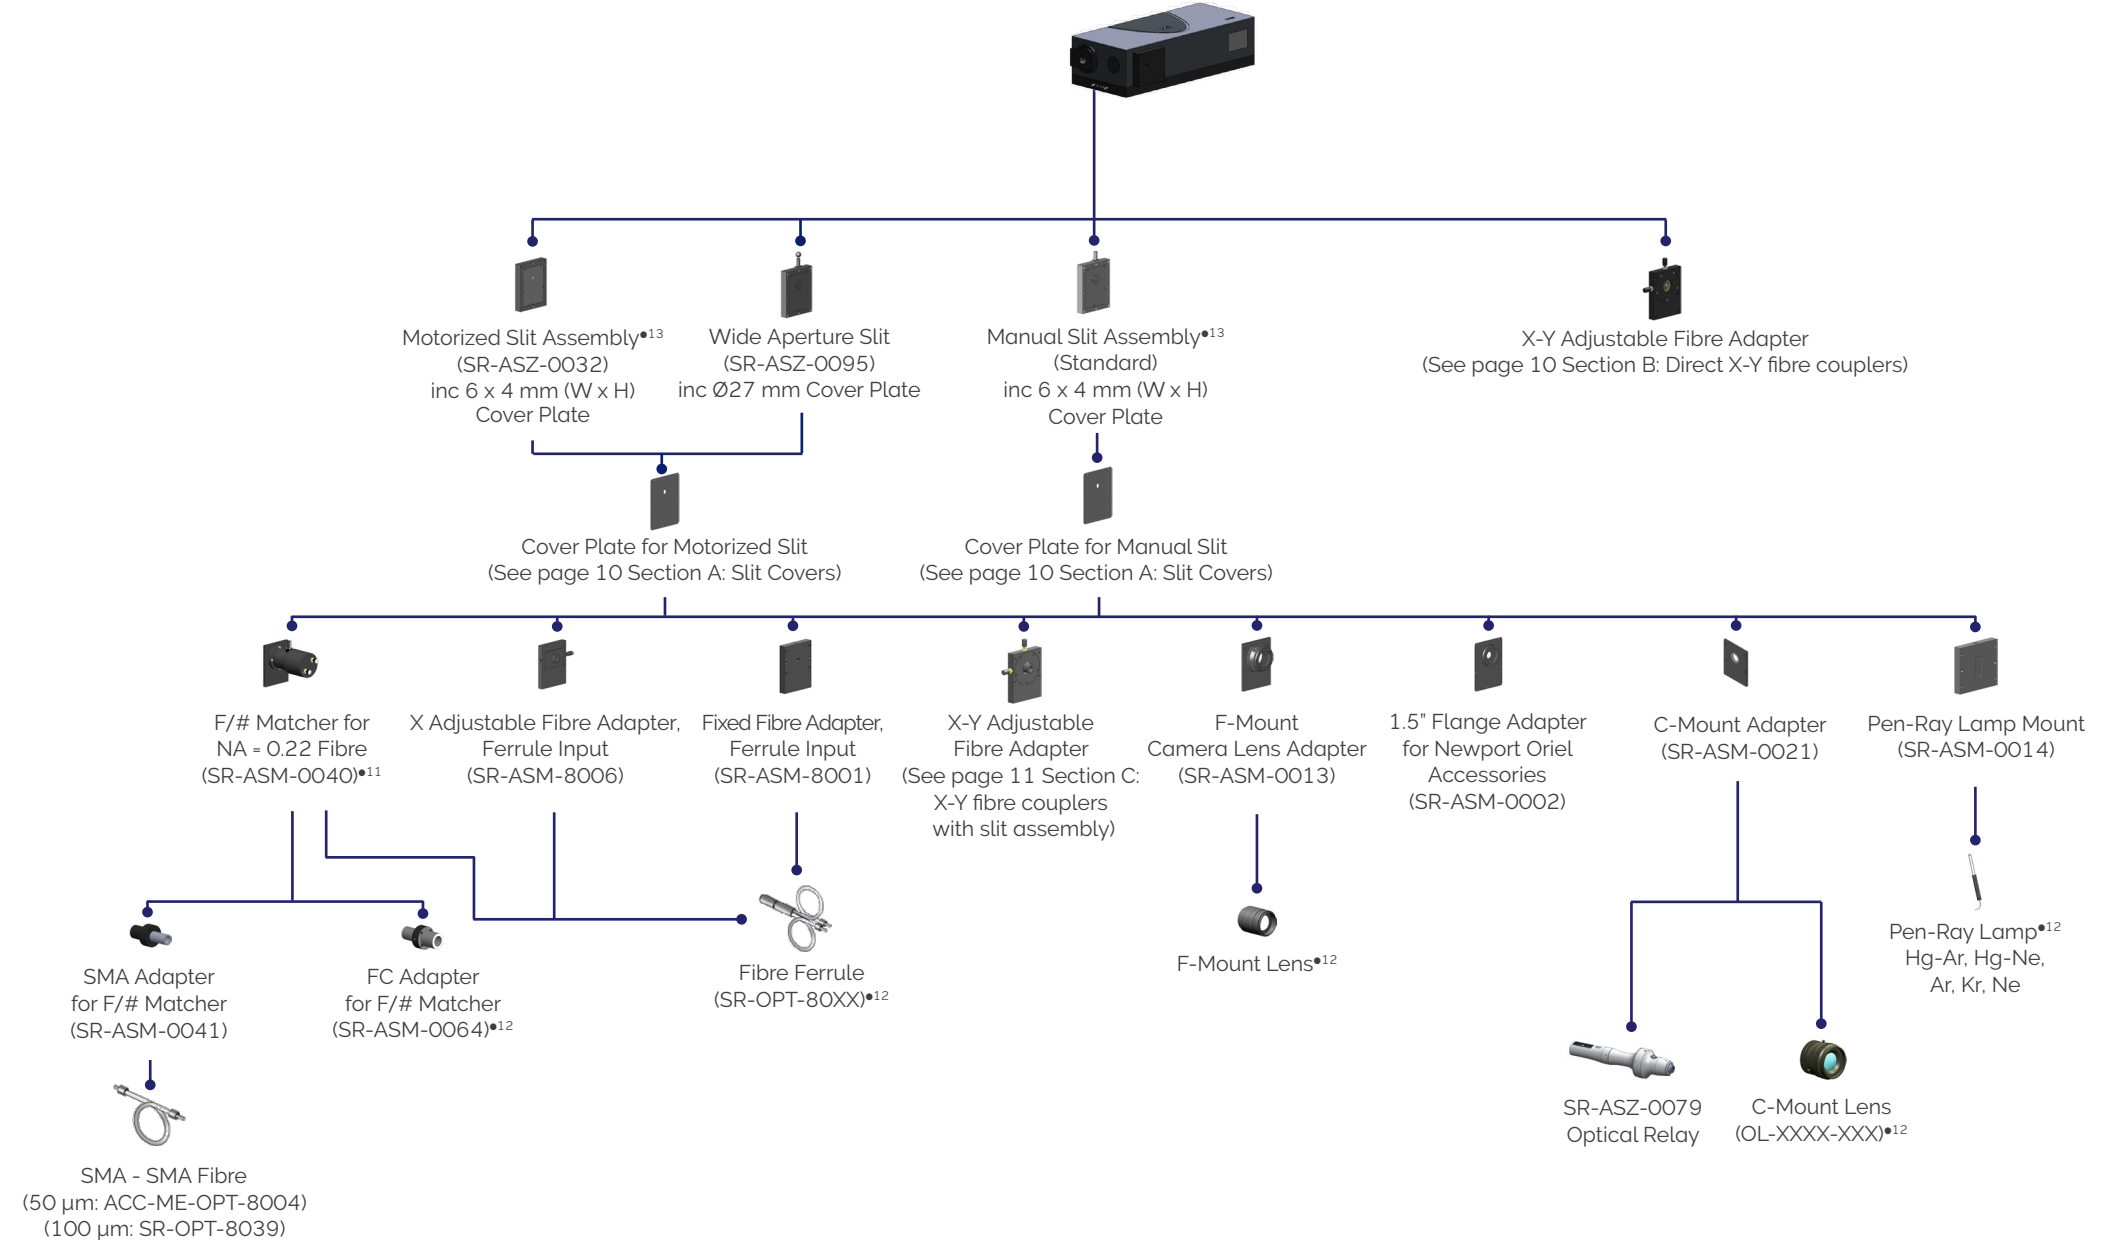 Motorized Slit Assembly●13
(SR-ASZ-0032)
inc 6 x 4 mm (W x H)
Cover Plate
Wide Aperture Slit
(SR-ASZ-0095)
inc Ø27 mm Cover Plate
Manual Slit Assembly●13
(Standard)
inc 6 x 4 mm (W x H)
Cover Plate
X-Y Adjustable Fibre Adapter
(See page 10 Section B: Direct X-Y fibre couplers)
Cover Plate for Motorized Slit
(See page 10 Section A: Slit Covers)
Cover Plate for Manual Slit
(See page 10 Section A: Slit Covers)
F/# Matcher for
NA = 0.22 Fibre
(SR-ASM-0040)●11
X Adjustable Fibre Adapter,
Ferrule Input
(SR-ASM-8006)
Fixed Fibre Adapter,
Ferrule Input
(SR-ASM-8001)
X-Y Adjustable
Fibre Adapter
(See page 11 Section C:
X-Y fibre couplers
with slit assembly)
F-Mount
Camera Lens Adapter
(SR-ASM-0013)
1.5" Flange Adapter
for Newport Oriel
Accessories
(SR-ASM-0002)
C-Mount Adapter
(SR-ASM-0021)
Pen-Ray Lamp Mount
(SR-ASM-0014)
SMA Adapter
for F/# Matcher
(SR-ASM-0041)
FC Adapter
for F/# Matcher
(SR-ASM-0064)●12
Fibre Ferrule
(SR-OPT-80XX)●12
F-Mount Lens●12
Pen-Ray Lamp●12
Hg-Ar, Hg-Ne,
Ar, Kr, Ne
SR-ASZ-0079
Optical Relay
C-Mount Lens
(OL-XXXX-XXX)●12
SMA - SMA Fibre
(50 µm: ACC-ME-OPT-8004)
(100 µm: SR-OPT-8039)